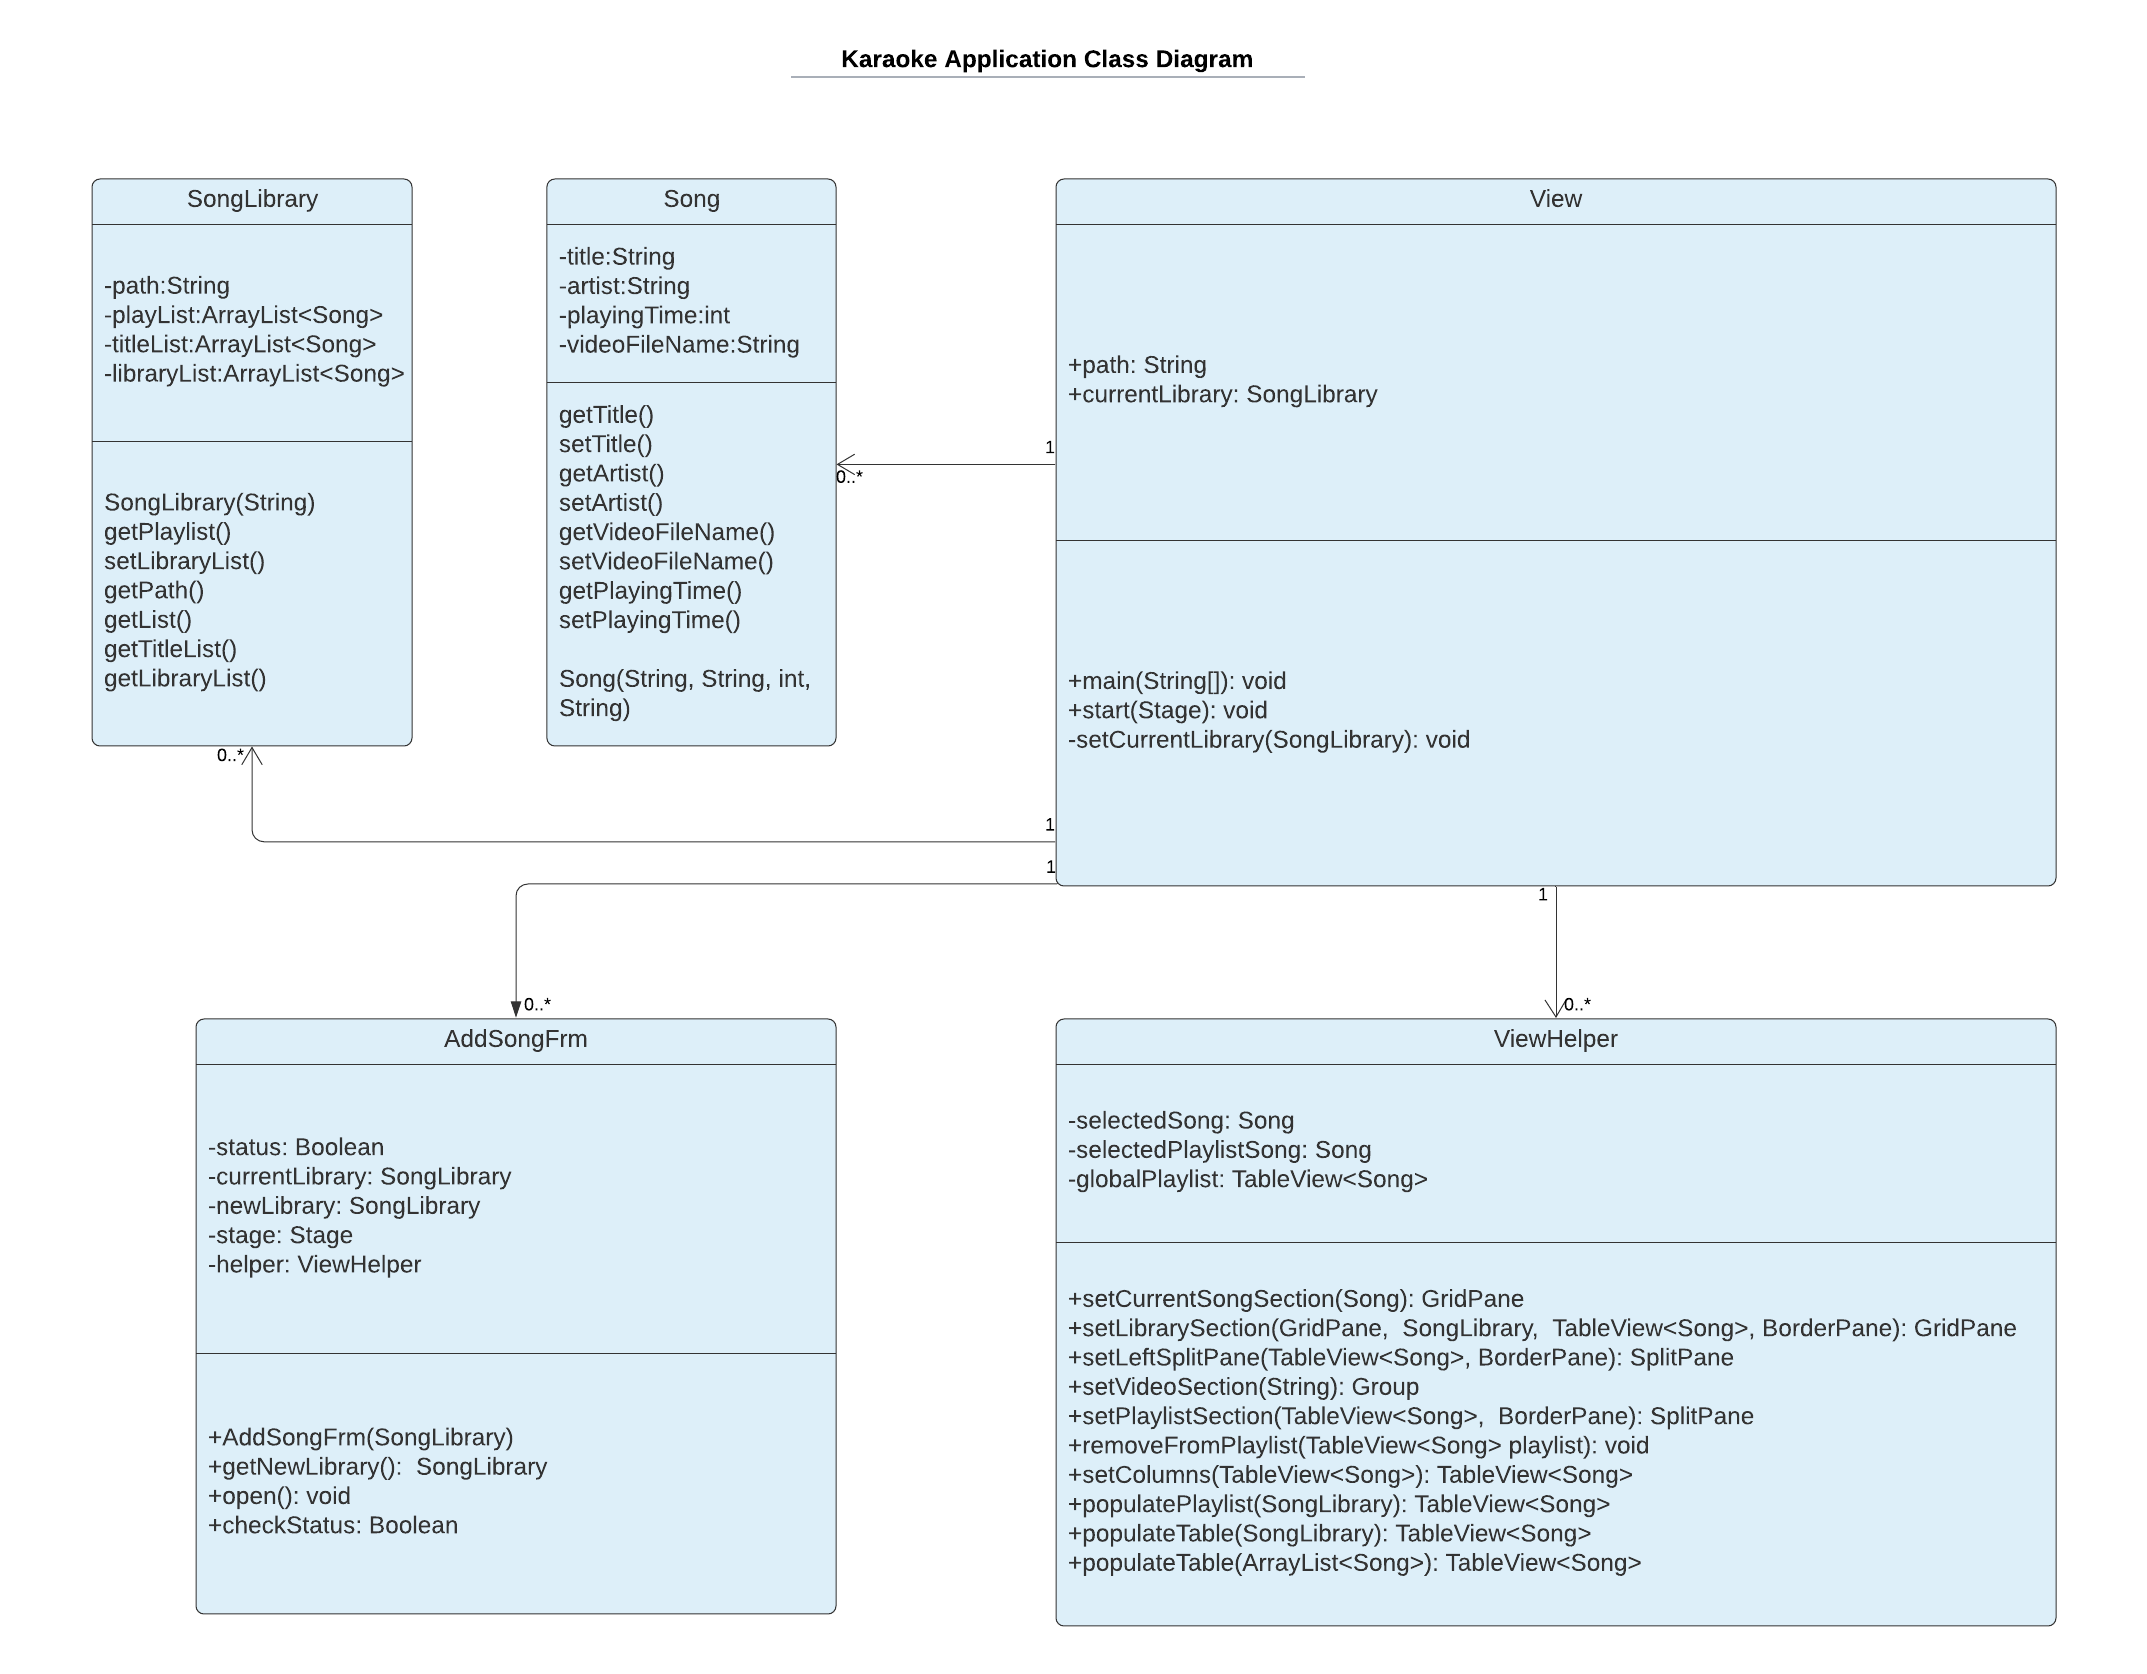 Karaoke Application Class Diagram
SongLibrary
-path:String
-playList:ArrayList<Song>
-titleList:ArrayList<Song>
-libraryList:ArrayList<Song>
SongLibrary(String)
getPlaylist()
setLibraryList()
getPath()
getList()
getTitleList()
getLibraryList()
0..*
Song
-title:String
-artist:String
-playingTime:int
-videoFileName:String
getTitle()
setTitle()
getArtist()
setArtist()
getVideoFileName()
setVideoFileName()
getPlayingTime()
setPlayingTime()
Song(String, String, int,
String)
0..*
1
View
+path: String
+currentLibrary: SongLibrary
+main(String[]): void
+start(Stage): void
-setCurrentLibrary(SongLibrary): void
1
1
1
0..*
AddSongFrm
-status: Boolean
-currentLibrary: SongLibrary
-newLibrary: SongLibrary
-stage: Stage
-helper: ViewHelper
+AddSongFrm(SongLibrary)
+getNewLibrary():  SongLibrary
+open(): void
+checkStatus: Boolean
0..*
ViewHelper
-selectedSong: Song
-selectedPlaylistSong: Song
-globalPlaylist: TableView<Song>
+setCurrentSongSection(Song): GridPane
+setLibrarySection(GridPane,  SongLibrary,  TableView<Song>, BorderPane): GridPane
+setLeftSplitPane(TableView<Song>, BorderPane): SplitPane
+setVideoSection(String): Group
+setPlaylistSection(TableView<Song>,  BorderPane): SplitPane
+removeFromPlaylist(TableView<Song> playlist): void
+setColumns(TableView<Song>): TableView<Song>
+populatePlaylist(SongLibrary): TableView<Song>
+populateTable(SongLibrary): TableView<Song>
+populateTable(ArrayList<Song>): TableView<Song>